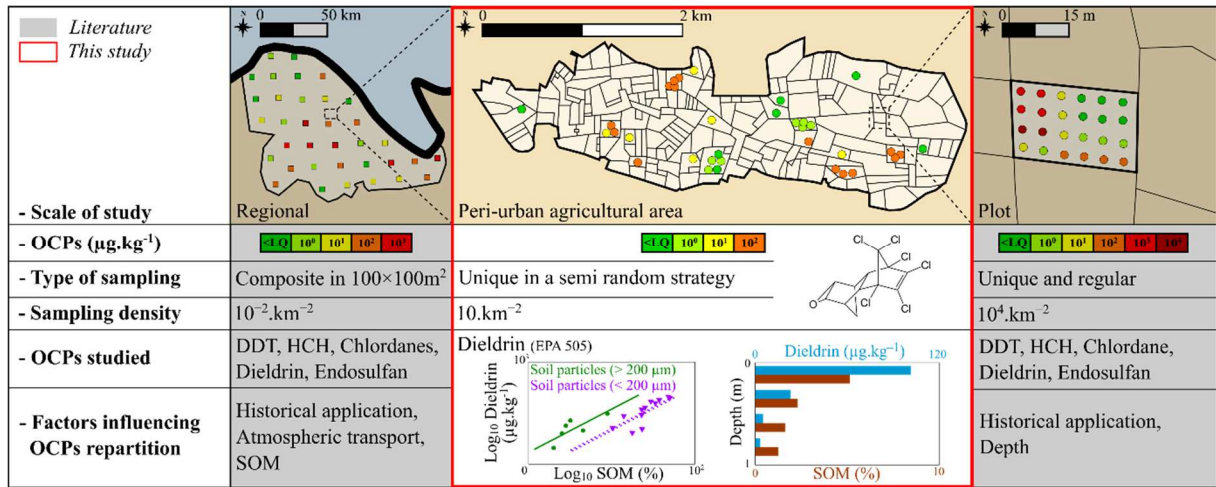 Literature
This study
0 50 km
0 2 km
0 15 m
- Scale of study
Regional
Peri-urban agricultural area
Plot
- OCPs (µg.kg⁻¹)
<LQ 10⁰ 10¹ 10² 10³
<LQ 10⁰ 10¹ 10²
<LQ 10⁰ 10¹ 10² 10³ 10⁴
- Type of sampling
Composite in 100×100m²
Unique in a semi random strategy
Unique and regular
- Sampling density
10⁻².km⁻²
10.km⁻²
10⁴.km⁻²
Cl
Cl
Cl
Cl
Cl
Cl
O
- OCPs studied
DDT, HCH, Chlordanes,
Dieldrin, Endosulfan
Dieldrin (EPA 505)
DDT, HCH, Chlordane,
Dieldrin, Endosulfan
- Factors influencing
OCPs repartition
Historical application,
Atmospheric transport,
SOM
10³
Log₁₀ Dieldrin
(µg.kg⁻¹)
Soil particles (> 200 µm)
Soil particles (< 200 µm)
Log₁₀ SOM (%)
10²
0 Dieldrin (µg.kg⁻¹) 120
0
Depth (m)
1
0 SOM (%) 10
Historical application,
Depth